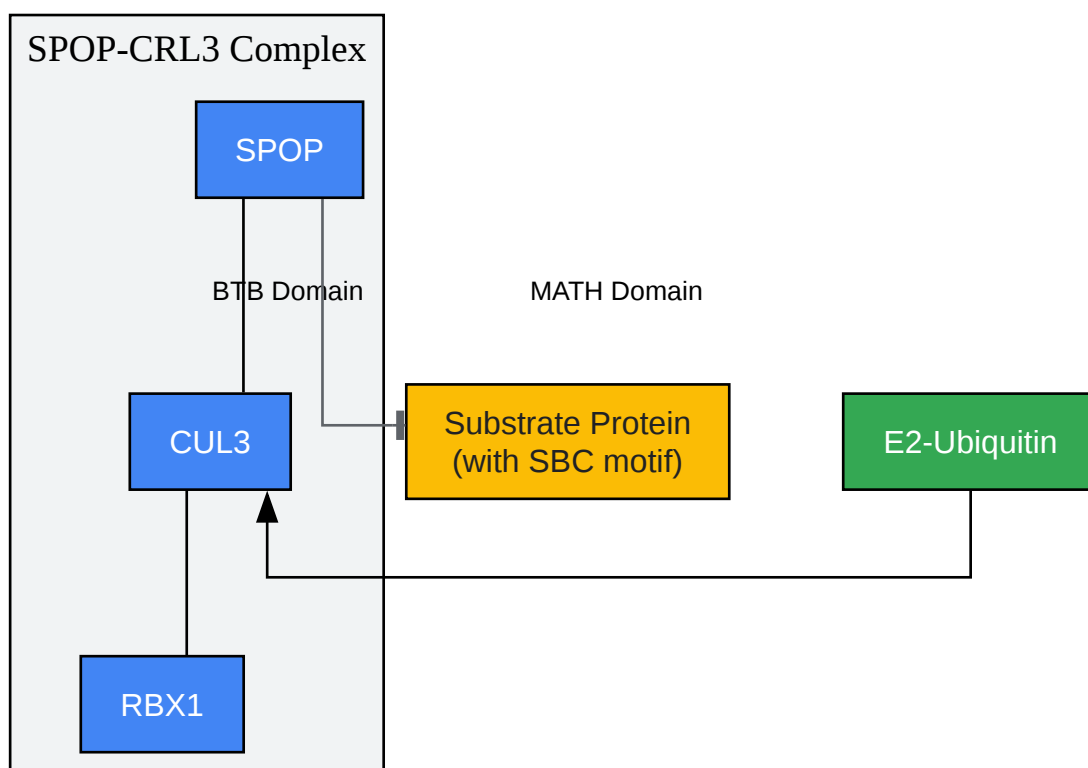 SPOP-CRL3 Complex
SPOP
BTB Domain
MATH Domain
CUL3
Substrate Protein
(with SBC motif)
E2-Ubiquitin
RBX1